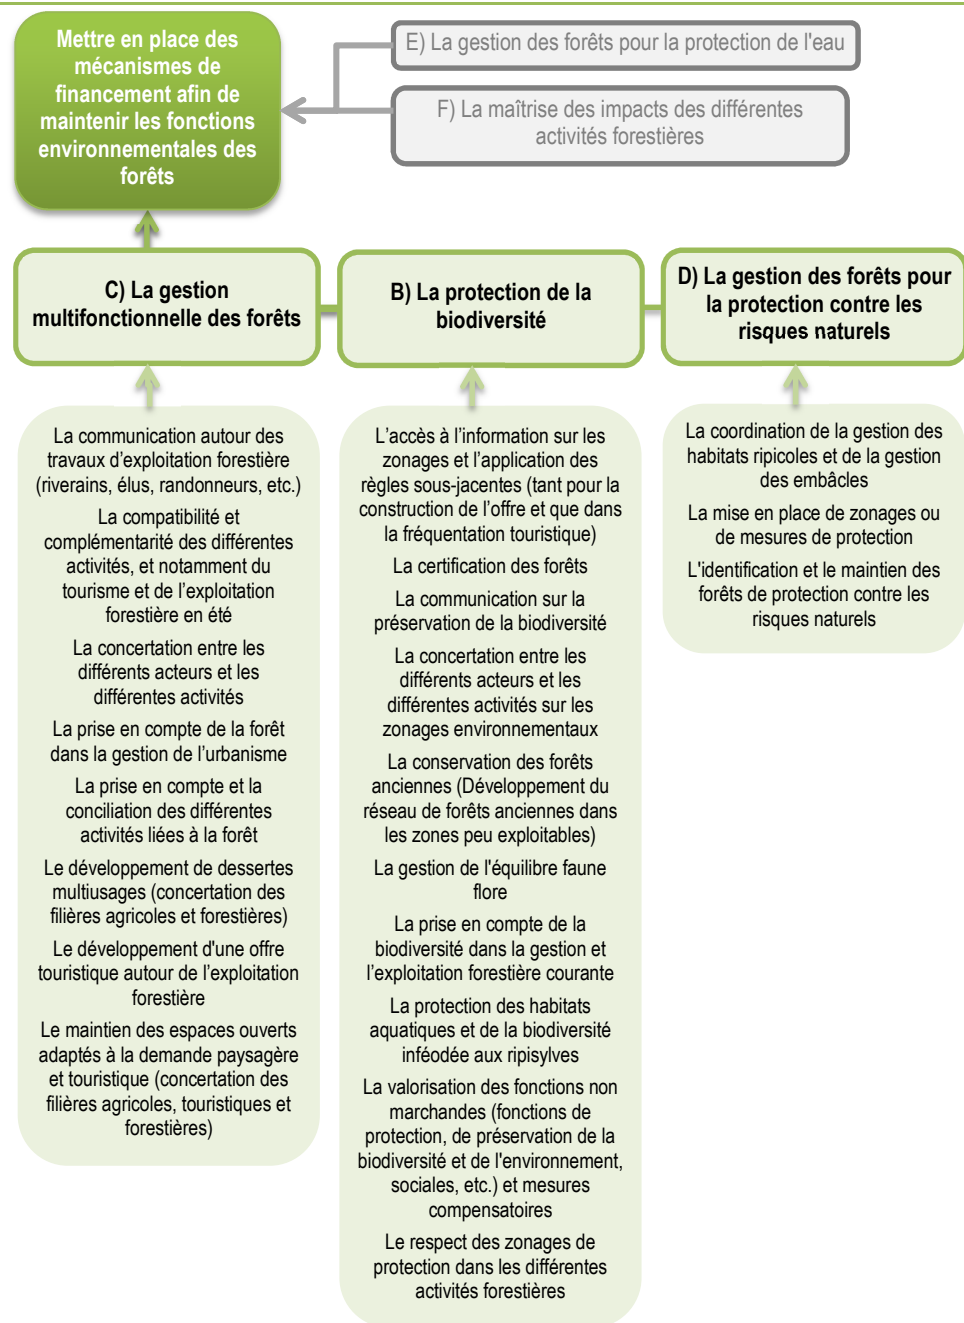 Mettre en place des
mécanismes de
financement afin de
maintenir les fonctions
environnementales des
forêts
E) La gestion des forêts pour la protection de l'eau
F) La maîtrise des impacts des différentes
activités forestières
C) La gestion
multifonctionnelle des forêts
B) La protection de la
biodiversité
D) La gestion des forêts pour
la protection contre les
risques naturels
La communication autour des
travaux d'exploitation forestière
(riverains, élus, randonneurs, etc.)
La compatibilité et
complémentarité des différentes
activités, et notamment du
tourisme et de l'exploitation
forestière en été
La concertation entre les
différents acteurs et les
différentes activités
La prise en compte de la forêt
dans la gestion de l'urbanisme
La prise en compte et la
conciliation des différentes
activités liées à la forêt
Le développement de dessertes
multiusages (concertation des
filières agricoles et forestières)
Le développement d'une offre
touristique autour de l'exploitation
forestière
Le maintien des espaces ouverts
adaptés à la demande paysagère
et touristique (concertation des
filières agricoles, touristiques et
forestières)
L'accès à l'information sur les
zonages et l'application des
règles sous-jacentes (tant pour la
construction de l'offre et que dans
la fréquentation touristique)
La certification des forêts
La communication sur la
préservation de la biodiversité
La concertation entre les
différents acteurs et les
différentes activités sur les
zonages environnementaux
La conservation des forêts
anciennes (Développement du
réseau de forêts anciennes dans
les zones peu exploitables)
La gestion de l'équilibre faune
flore
La prise en compte de la
biodiversité dans la gestion et
l'exploitation forestière courante
La protection des habitats
aquatiques et de la biodiversité
inféodée aux ripisylves
La valorisation des fonctions non
marchandes (fonctions de
protection, de préservation de la
biodiversité et de l'environnement,
sociales, etc.) et mesures
compensatoires
Le respect des zonages de
protection dans les différentes
activités forestières
La coordination de la gestion des
habitats ripicoles et de la gestion
des embâcles
La mise en place de zonages ou
de mesures de protection
L'identification et le maintien des
forêts de protection contre les
risques naturels